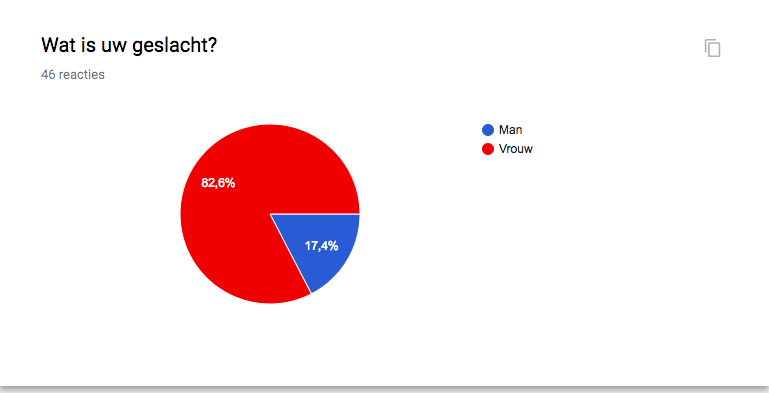 Wat is uw geslacht?
46 reacties
Man
Vrouw
82,6%
17,4%